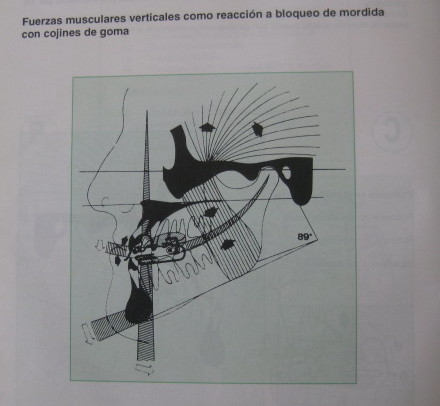 Fuerzas musculares verticales como reacción a bloqueo de mordida
con cojines de goma
89°